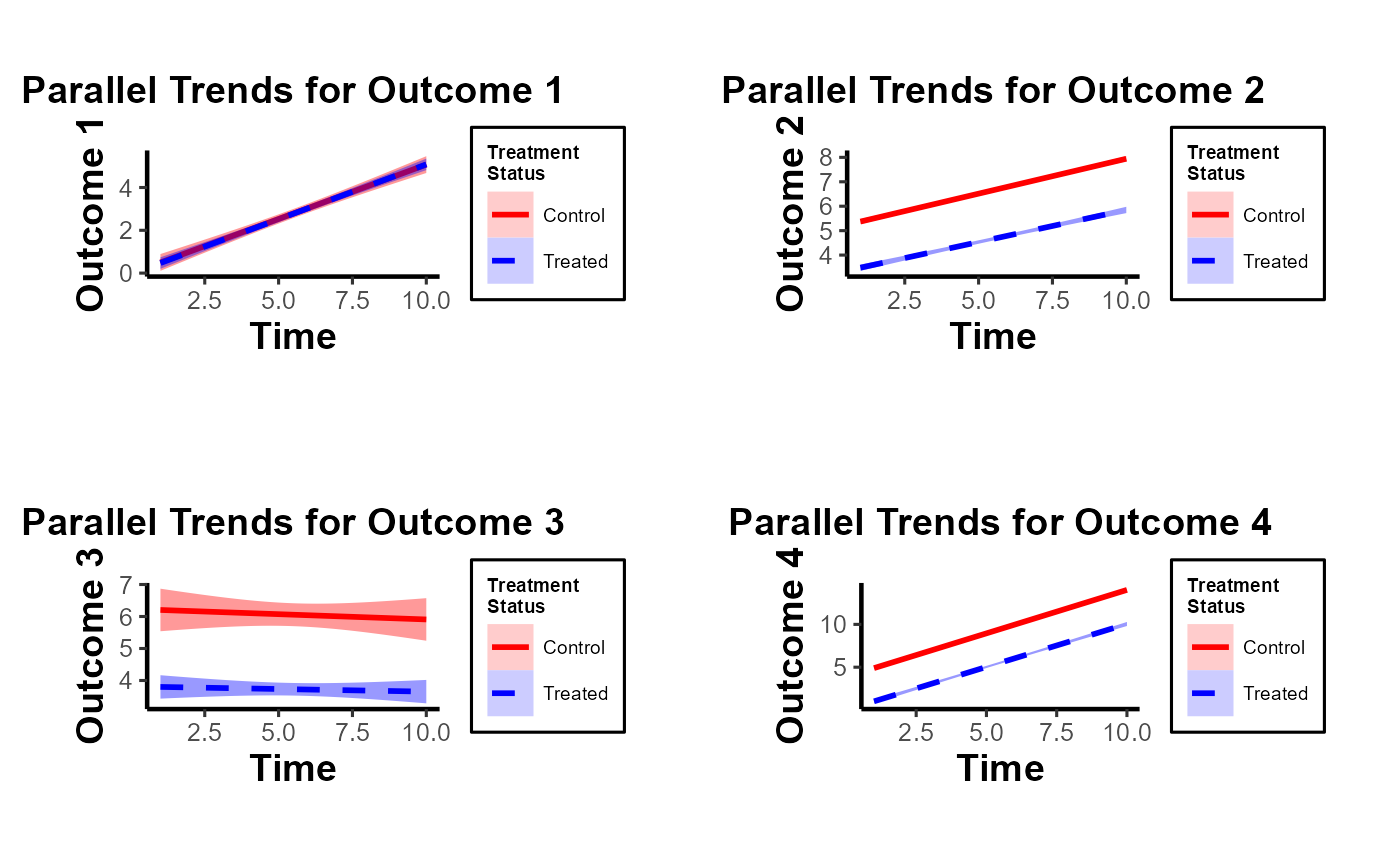 Parallel Trends for Outcome 1
Outcome 1
4
2
0
2.5 5.0 7.5 10.0
Time
Treatment
Status
Control
Treated
Parallel Trends for Outcome 2
Outcome 2
8
7
6
5
4
2.5 5.0 7.5 10.0
Time
Treatment
Status
Control
Treated
Parallel Trends for Outcome 3
Outcome 3
7
6
5
4
2.5 5.0 7.5 10.0
Time
Treatment
Status
Control
Treated
Parallel Trends for Outcome 4
Outcome 4
10
5
2.5 5.0 7.5 10.0
Time
Treatment
Status
Control
Treated